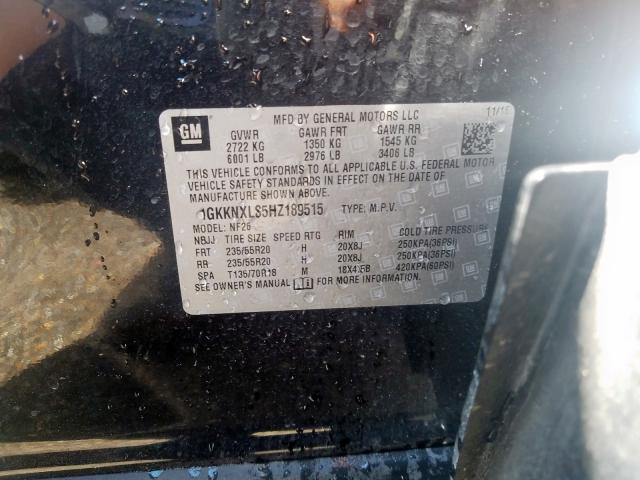 GM
MFD BY GENERAL MOTORS LLC
11/16
GVWR GAWR FRT GAWR RR
2722 KG 1350 KG 1545 KG
6001 LB 2976 LB 3406 LB
THIS VEHICLE CONFORMS TO ALL APPLICABLE U.S. FEDERAL MOTOR
VEHICLE SAFETY STANDARDS IN EFFECT ON THE DATE OF
MANUFACTURE SHOWN ABOVE.
1GKKNXLS5HZ189515 TYPE: M.P.V.
MODEL: NF26
NBJJ TIRE SIZE SPEED RTG RIM COLD TIRE PRESSURE
FRT 235/55R20 H 20X8J 250KPA(36PSI)
RR 235/55R20 H 20X8J 250KPA(36PSI)
SPA T135/70R18 M 18X4.5B 420KPA(60PSI)
SEE OWNER'S MANUAL FOR MORE INFORMATION.